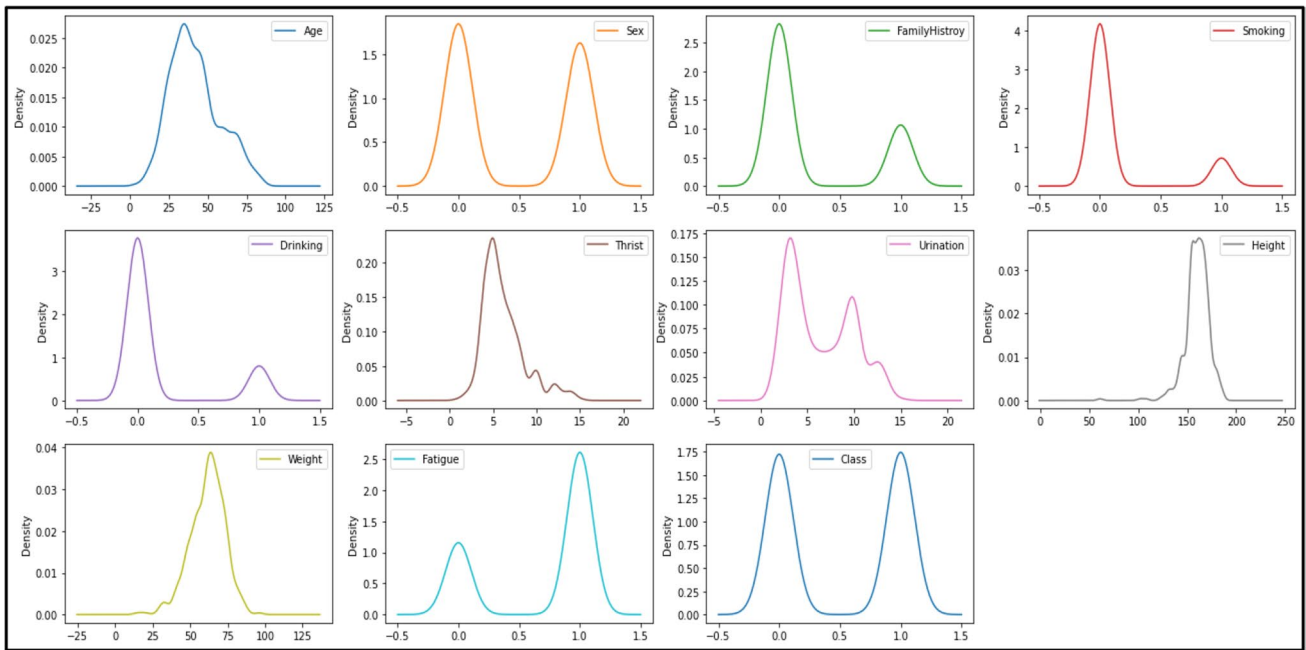 Density
0.025
0.020
0.015
0.010
0.005
0.000
−25 0 25 50 75 100 125
Age
Density
1.5
1.0
0.5
0.0
−0.5 0.0 0.5 1.0 1.5
Sex
Density
2.5
2.0
1.5
1.0
0.5
0.0
−0.5 0.0 0.5 1.0 1.5
FamilyHistroy
Density
4
3
2
1
0
−0.5 0.0 0.5 1.0 1.5
Smoking
Density
3
2
1
0
−0.5 0.0 0.5 1.0 1.5
Drinking
Density
0.20
0.15
0.10
0.05
0.00
−5 0 5 10 15 20
Thrist
Density
0.175
0.150
0.125
0.100
0.075
0.050
0.025
0.000
−5 0 5 10 15 20
Urination
Density
0.03
0.02
0.01
0.00
0 50 100 150 200 250
Height
Density
0.04
0.03
0.02
0.01
0.00
−25 0 25 50 75 100 125
Weight
Density
2.5
2.0
1.5
1.0
0.5
0.0
−0.5 0.0 0.5 1.0 1.5
Fatigue
Density
1.75
1.50
1.25
1.00
0.75
0.50
0.25
0.00
−0.5 0.0 0.5 1.0 1.5
Class